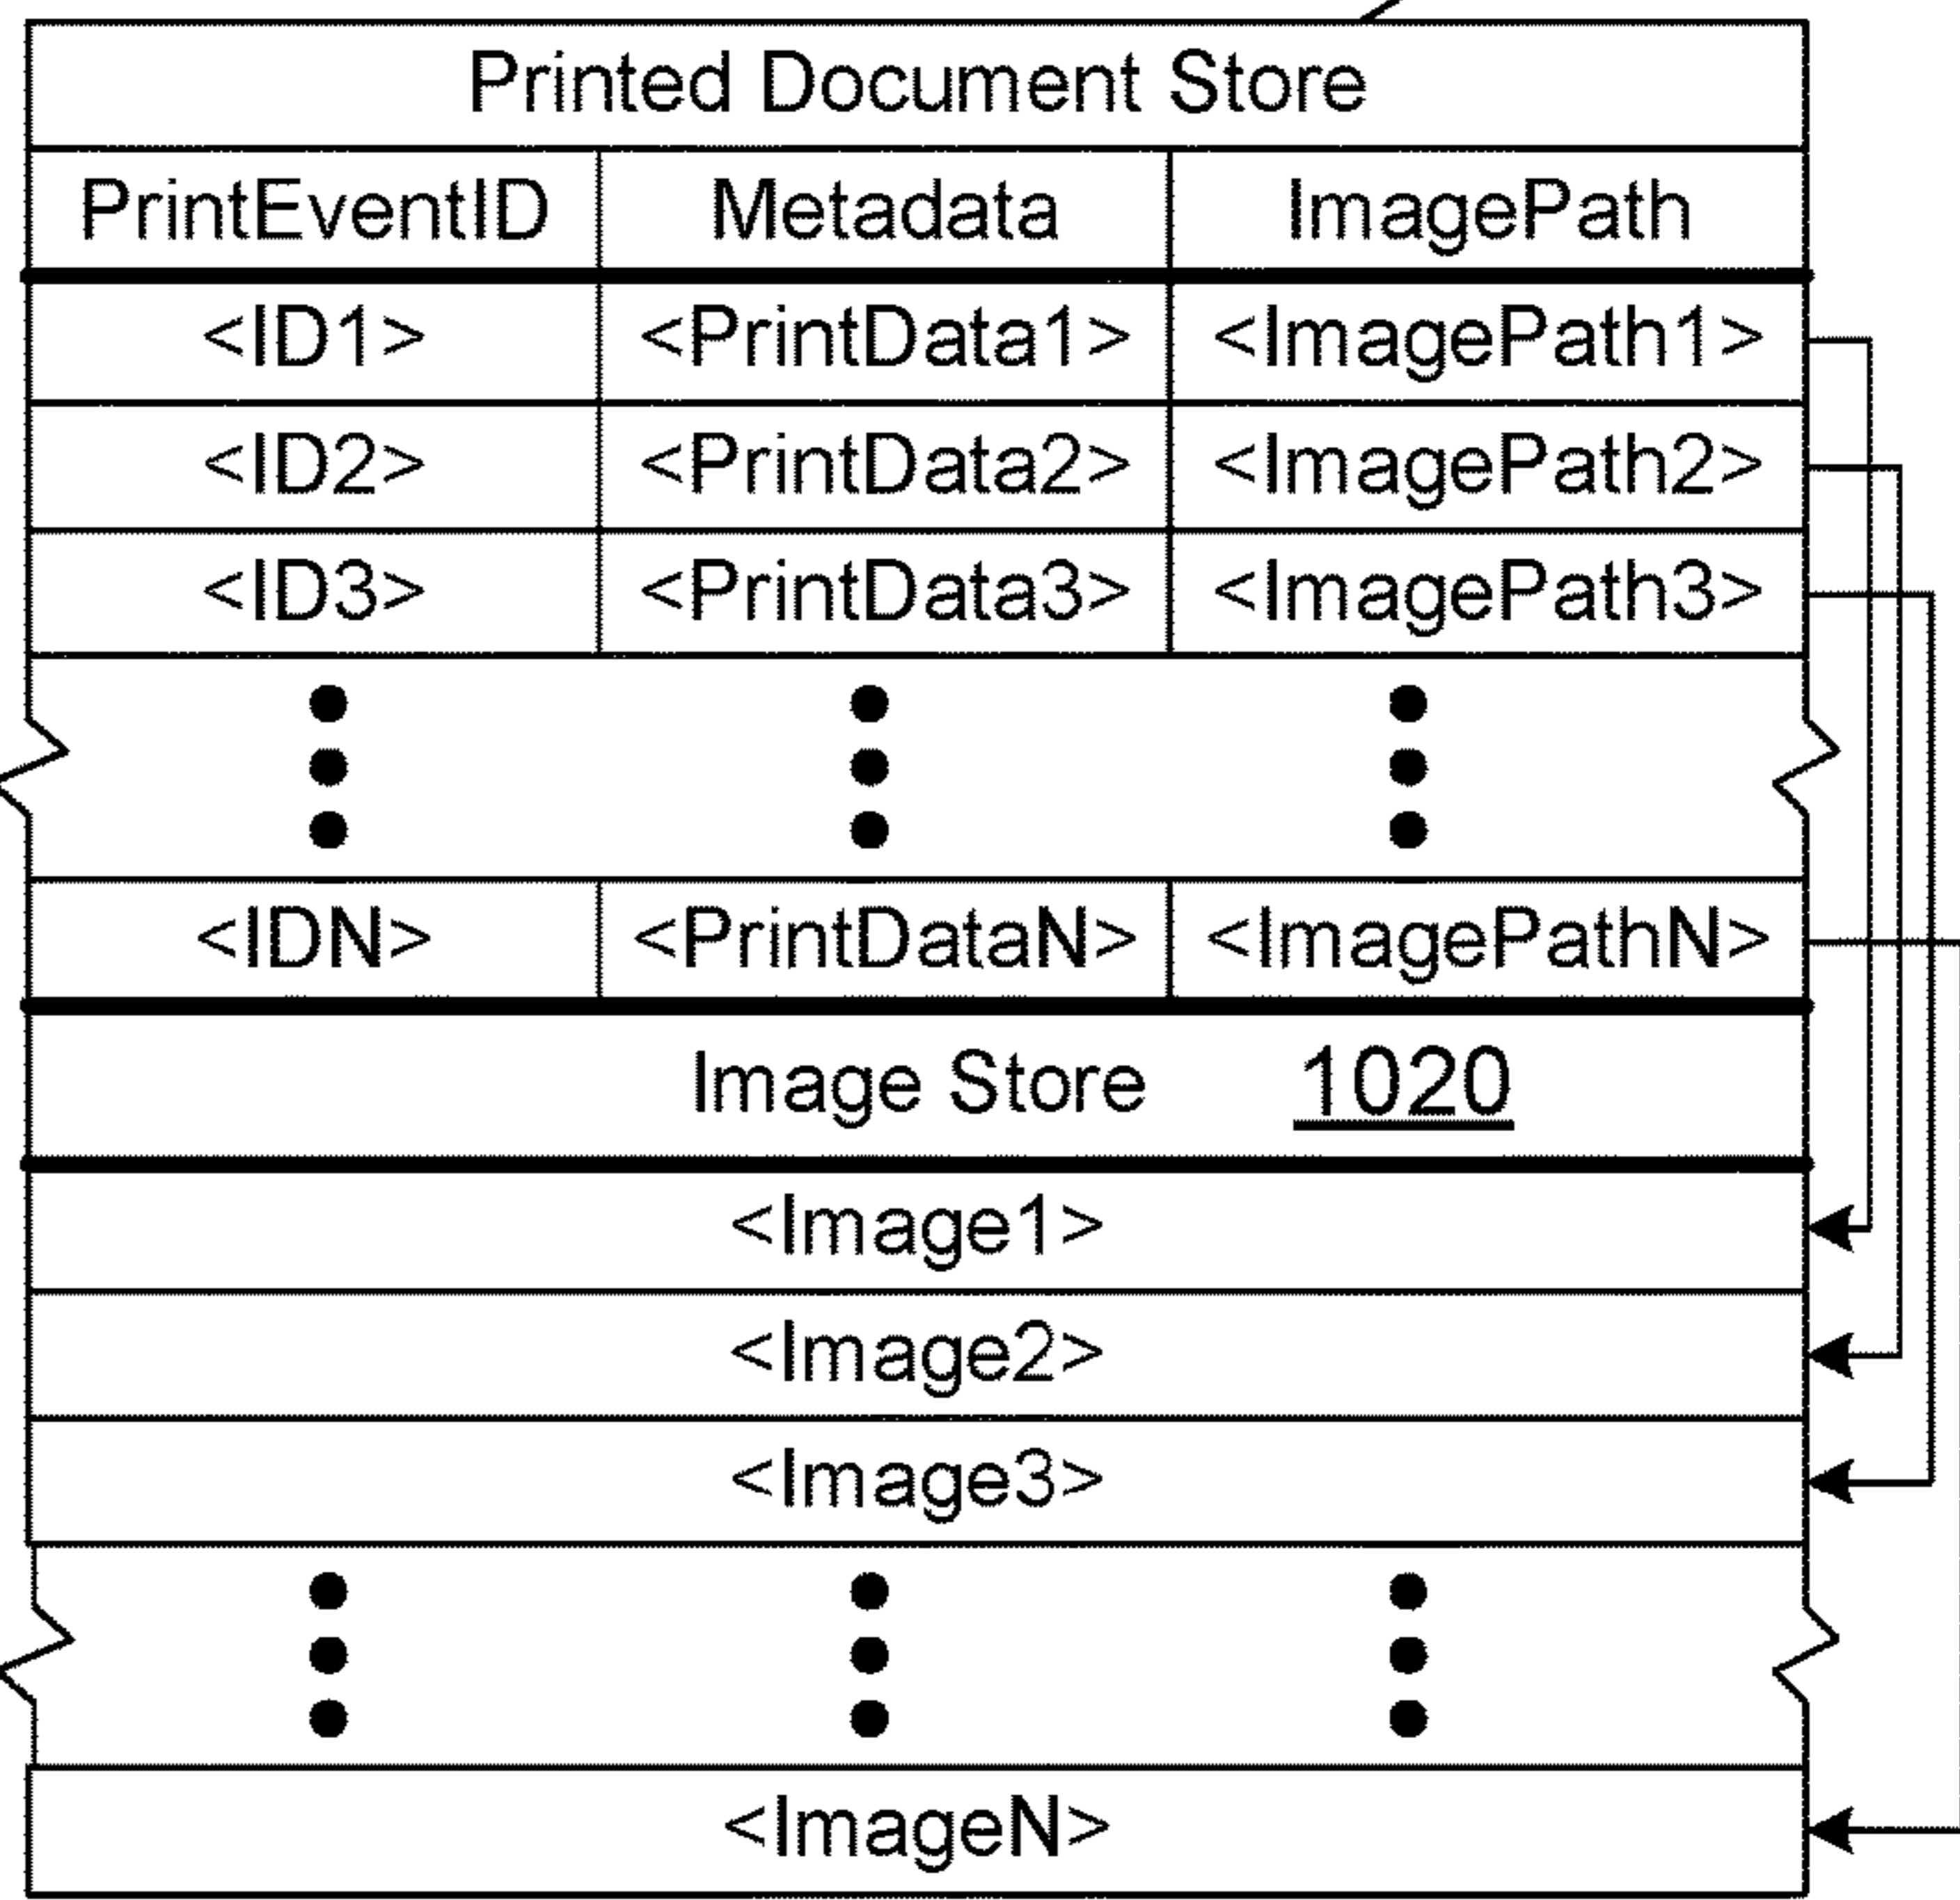 Printed Document Store
PrintEventID Metadata ImagePath
<ID1> <PrintData1> <ImagePath1>
<ID2> <PrintData2> <ImagePath2>
<ID3> <PrintData3> <ImagePath3>
<IDN> <PrintDataN> <ImagePathN>
Image Store 1020
<Image1>
<Image2>
<Image3>
<ImageN>